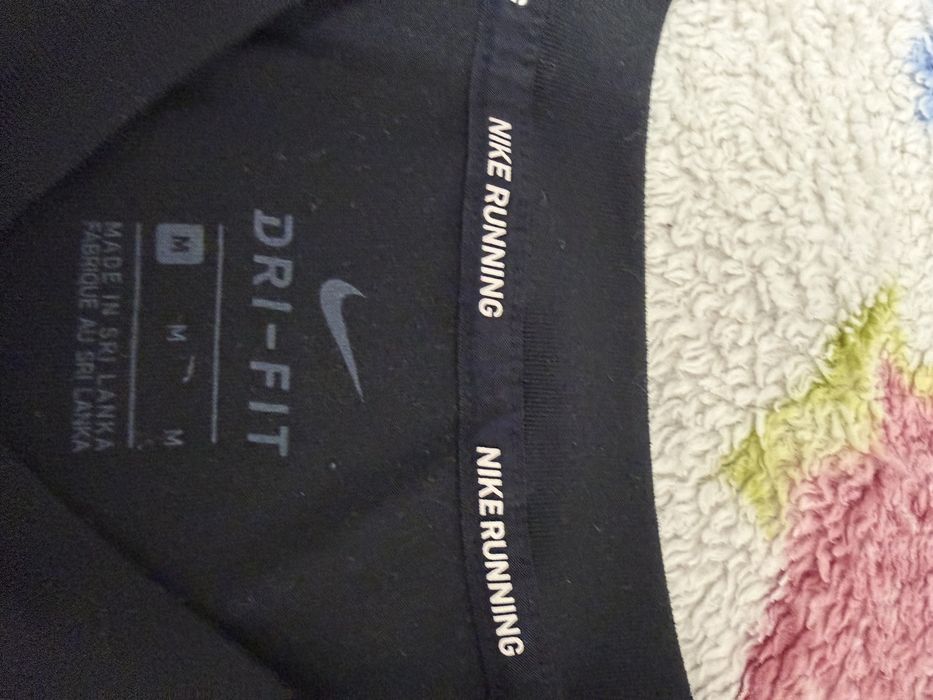 NIKE RUNNING
NIKE RUNNING
DRI-FIT
M M M
MADE IN SRI LANKA
FABRIQUE AU SRI LANKA